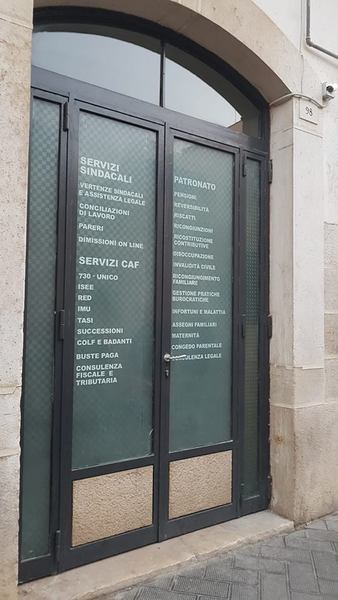 SERVIZI
SINDACALI
VERTENZE SINDACALI
E ASSISTENZA LEGALE
CONCILIAZIONI
DI LAVORO
PARERI
DIMISSIONI ON LINE
SERVIZI CAF
730 - UNICO
ISEE
RED
IMU
TASI
SUCCESSIONI
COLF E BADANTI
BUSTE PAGA
CONSULENZA
FISCALE E
TRIBUTARIA
PATRONATO
PENSIONI
REVERSIBILITÀ
RISCATTI
RICONGIUNZIONI
RICOSTITUZIONE
CONTRIBUTIVE
DISOCCUPAZIONE
INVALIDITÀ CIVILE
RICONGIUNGIMENTO
FAMILIARE
GESTIONE PRATICHE
BUROCRATICHE
INFORTUNI E MALATTIA
ASSEGNI FAMILIARI
MATERNITÀ
CONGEDO PARENTALE
CONSULENZA LEGALE
98